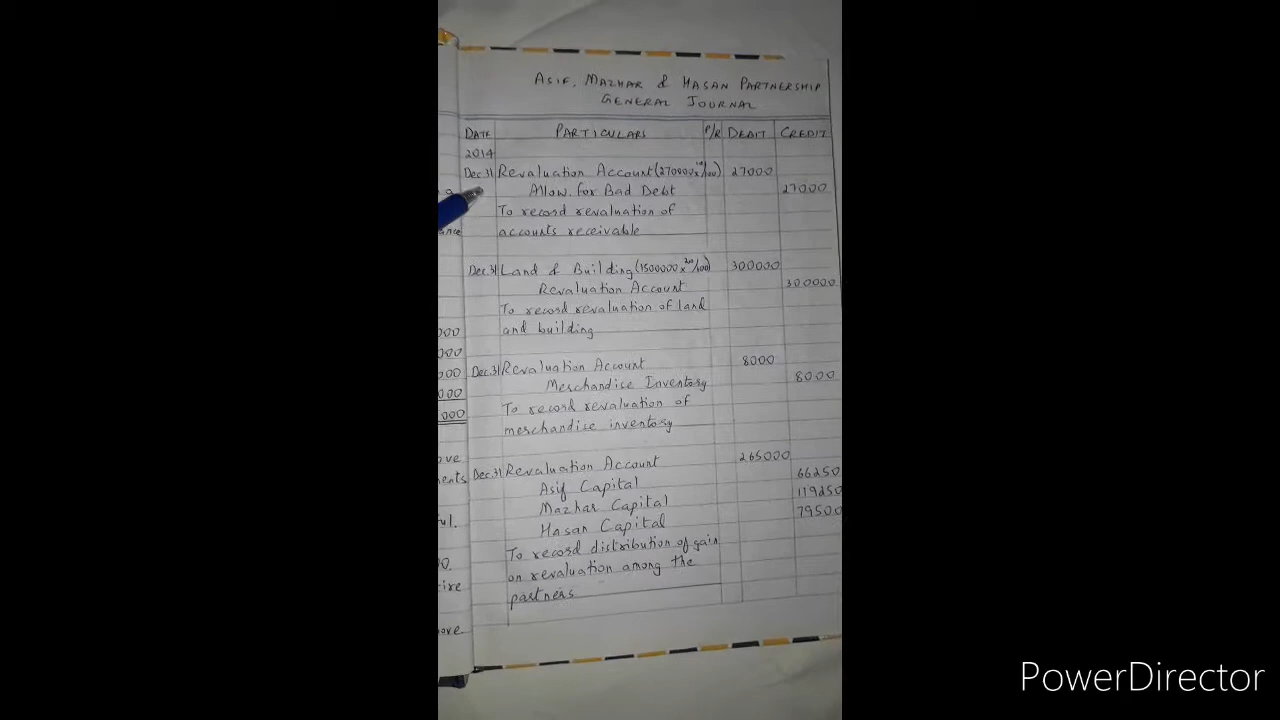 ASIF, MAZHAR & HASAN PARTNERSHIP
GENERAL JOURNAL
DATE PARTICULARS P/R DEBIT CREDIT
2014
Dec 31 Revaluation Account (270000x10/100) 27000
Allow. for Bad Debt 27000
To record revaluation of
accounts receivable
Dec 31 Land & Building (1500000x20/100) 300000
Revaluation Account 300000
To record revaluation of land
and building
Dec 31 Revaluation Account 8000
Merchandise Inventory 8000
To record revaluation of
merchandise inventory
Dec 31 Revaluation Account 265000
Asif Capital 66250
Mazhar Capital 119250
Hasan Capital 79500
To record distribution of gain
on revaluation among the
partners
PowerDirector